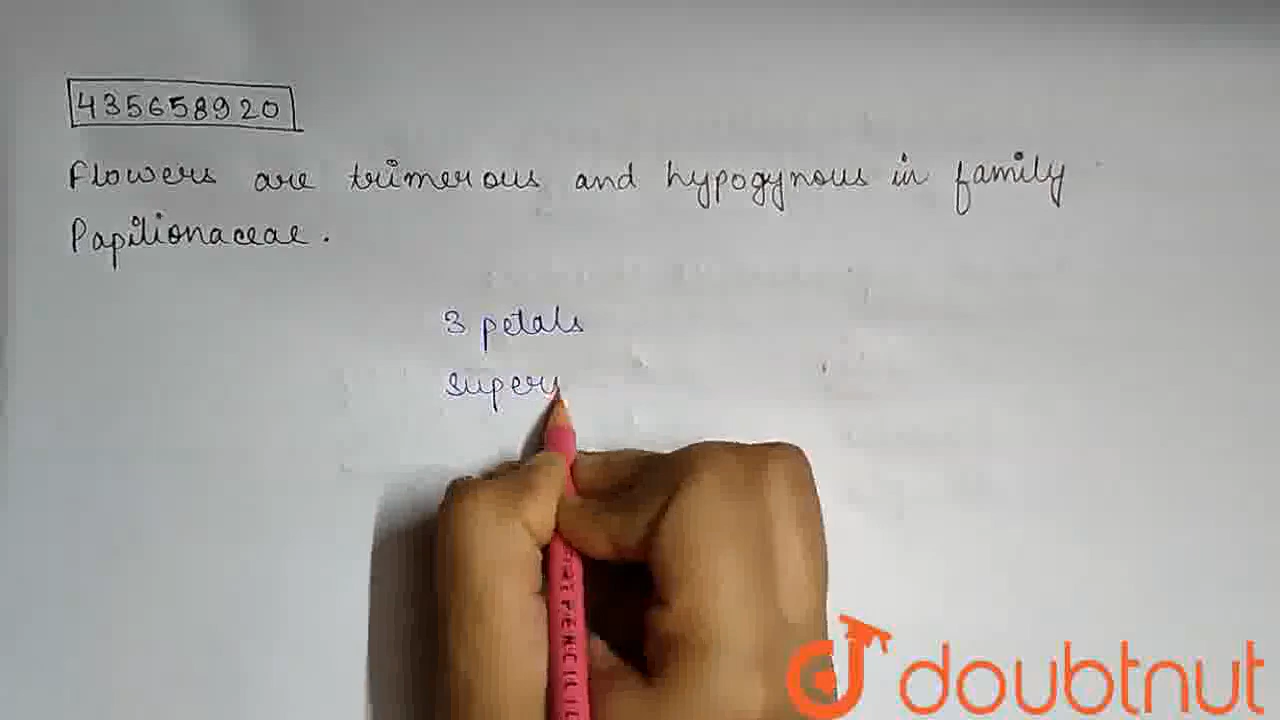 435658920
Flowers are trimerous and hypogynous in family
Papilionaceae.
3 petals
super
doubtnut